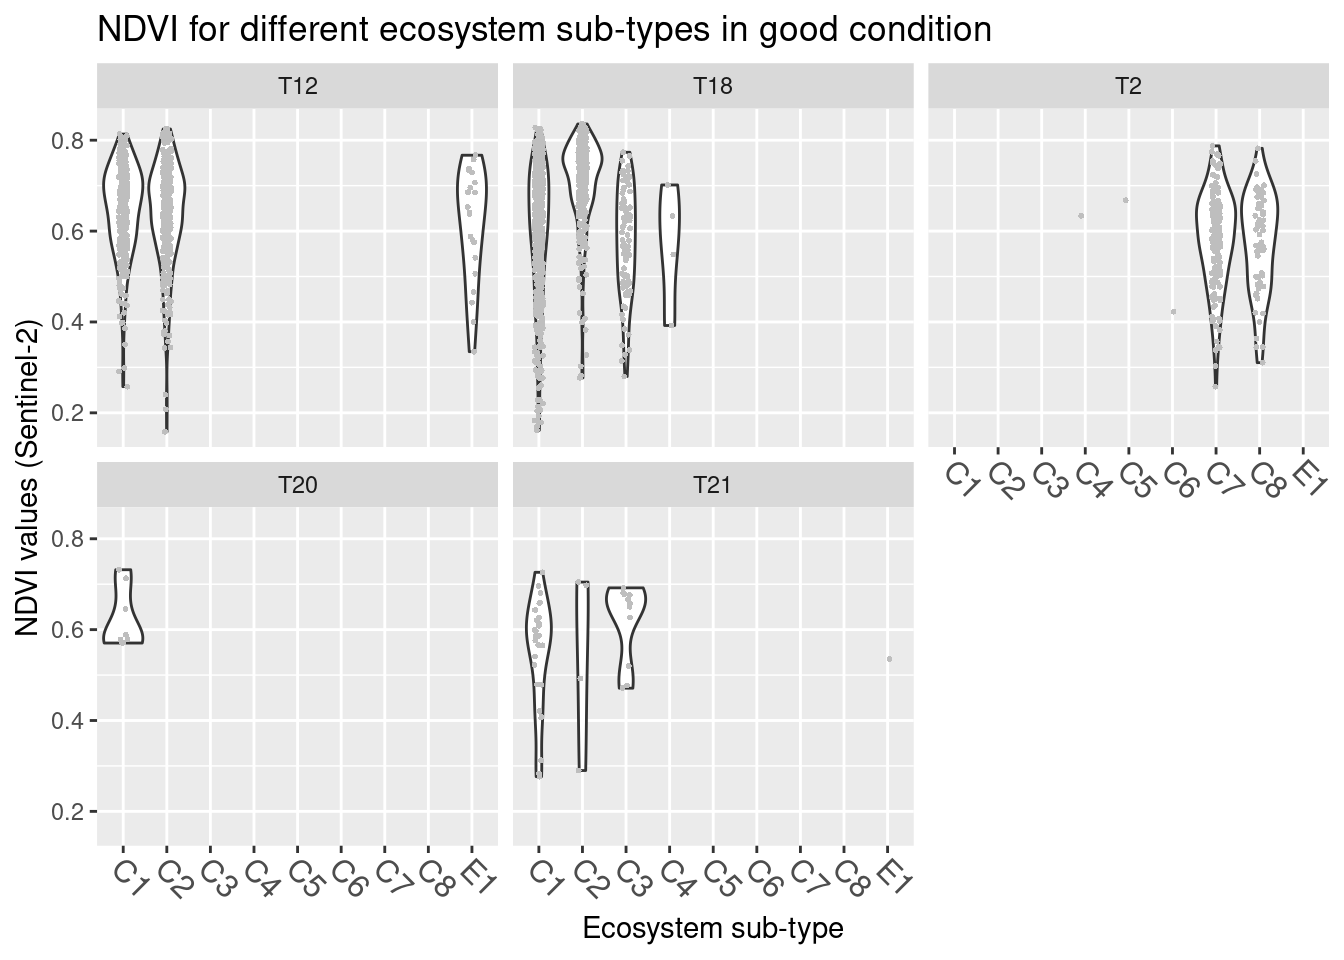 NDVI for different ecosystem sub-types in good condition
T12
T18
T2
0.8
0.6
0.4
0.2
C1 C2 C3 C4 C5 C6 C7 C8 E1
T20
T21
0.8
0.6
0.4
0.2
C1 C2 C3 C4 C5 C6 C7 C8 E1
C1 C2 C3 C4 C5 C6 C7 C8 E1
NDVI values (Sentinel-2)
Ecosystem sub-type